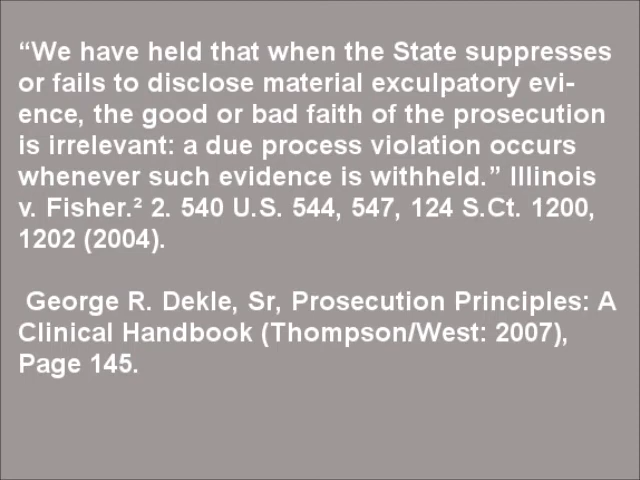 “We have held that when the State suppresses
or fails to disclose material exculpatory evi-
ence, the good or bad faith of the prosecution
is irrelevant: a due process violation occurs
whenever such evidence is withheld.” Illinois
v. Fisher.² 2. 540 U.S. 544, 547, 124 S.Ct. 1200,
1202 (2004).
George R. Dekle, Sr, Prosecution Principles: A
Clinical Handbook (Thompson/West: 2007),
Page 145.